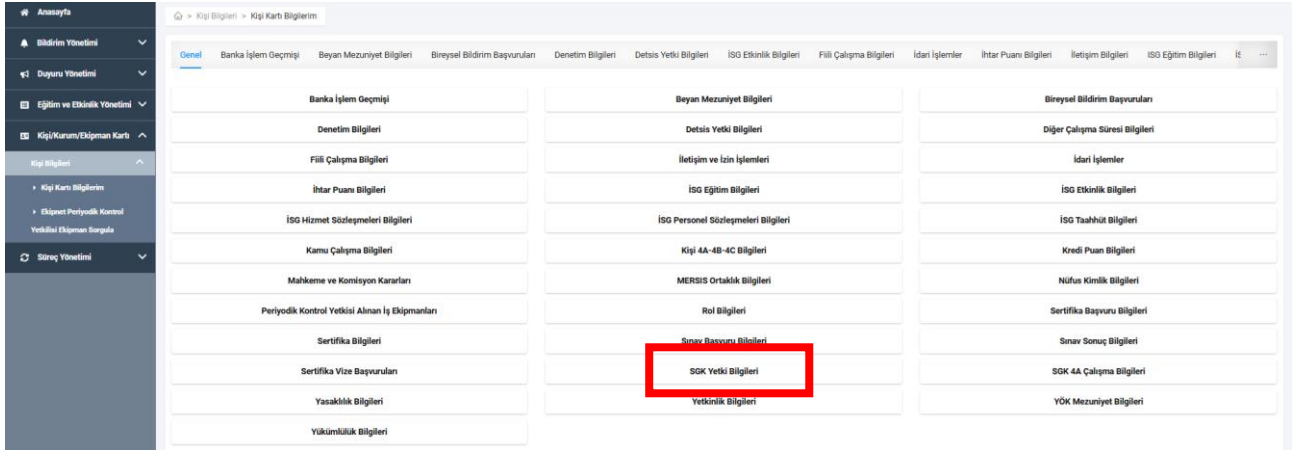 Anasayfa
Bildirim Yönetimi
Duyuru Yönetimi
Eğitim ve Etkinlik Yönetimi
Kişi/Kurum/Ekipman Kartı
Kişi Bilgileri
Kişi Kartı Bilgilerim
Ekipnet Periyodik Kontrol
Yetkilisi Ekipman Sorgula
Süreç Yönetimi
> Kişi Bilgileri > Kişi Kartı Bilgilerim
Genel Banka İşlem Geçmişi Beyan Mezuniyet Bilgileri Bireysel Bildirim Başvuruları Denetim Bilgileri Detsis Yetki Bilgileri İSG Etkinlik Bilgileri Fiili Çalışma Bilgileri İdari İşlemler İhtar Puanı Bilgileri İletişim Bilgileri ISG Eğitim Bilgileri ...
Banka İşlem Geçmişi Beyan Mezuniyet Bilgileri Bireysel Bildirim Başvuruları
Denetim Bilgileri Detsis Yetki Bilgileri Diğer Çalışma Süresi Bilgileri
Fiili Çalışma Bilgileri İletişim ve İzin İşlemleri İdari İşlemler
İhtar Puanı Bilgileri İSG Eğitim Bilgileri İSG Etkinlik Bilgileri
İSG Hizmet Sözleşmeleri Bilgileri İSG Personel Sözleşmeleri Bilgileri İSG Taahhüt Bilgileri
Kamu Çalışma Bilgileri Kişi 4A-4B-4C Bilgileri Kredi Puan Bilgileri
Mahkeme ve Komisyon Kararları MERSIS Ortaklık Bilgileri Nüfus Kimlik Bilgileri
Periyodik Kontrol Yetkisi Alınan İş Ekipmanları Rol Bilgileri Sertifika Başvuru Bilgileri
Sertifika Bilgileri Sınav Başvuru Bilgileri Sınav Sonuç Bilgileri
Sertifika Vize Başvuruları SGK Yetki Bilgileri SGK 4A Çalışma Bilgileri
Yasaklılık Bilgileri Yetkinlik Bilgileri YÖK Mezuniyet Bilgileri
Yükümlülük Bilgileri